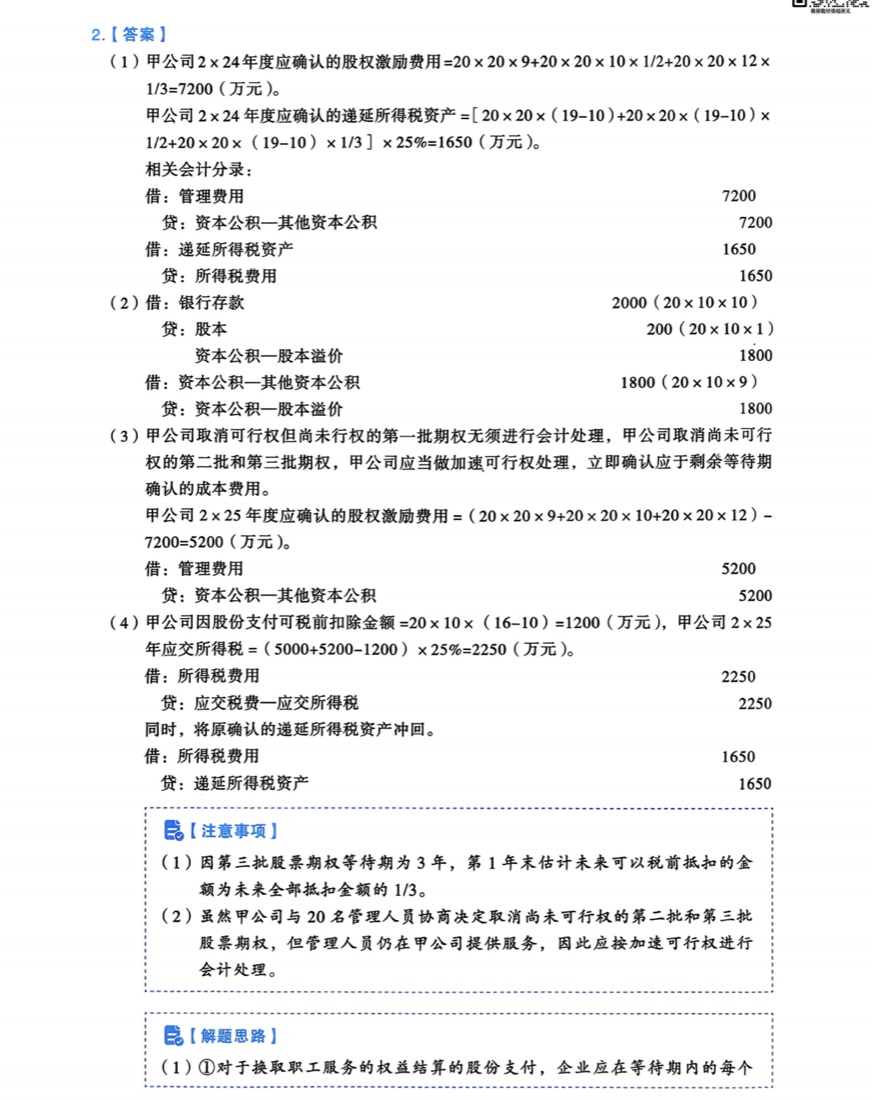 2.【答案】
（1）甲公司2×24年度应确认的股权激励费用=20×20×9+20×20×10×1/2+20×20×12×
1/3=7200（万元）。
甲公司2×24年度应确认的递延所得税资产=[20×20×（19-10）+20×20×（19-10）×
1/2+20×20×（19-10）×1/3]×25%=1650（万元）。
相关会计分录：
借：管理费用 7200
贷：资本公积—其他资本公积 7200
借：递延所得税资产 1650
贷：所得税费用 1650
（2）借：银行存款 2000（20×10×10）
贷：股本 200（20×10×1）
资本公积—股本溢价 1800
借：资本公积—其他资本公积 1800（20×10×9）
贷：资本公积—股本溢价 1800
（3）甲公司取消可行权但尚未行权的第一批期权无须进行会计处理，甲公司取消尚未可行
权的第二批和第三批期权，甲公司应当做加速可行权处理，立即确认应于剩余等待期
确认的成本费用。
甲公司2×25年度应确认的股权激励费用=（20×20×9+20×20×10+20×20×12）-
7200=5200（万元）。
借：管理费用 5200
贷：资本公积—其他资本公积 5200
（4）甲公司因股份支付可税前扣除金额=20×10×（16-10）=1200（万元），甲公司2×25
年应交所得税=（5000+5200-1200）×25%=2250（万元）。
借：所得税费用 2250
贷：应交税费—应交所得税 2250
同时，将原确认的递延所得税资产冲回。
借：所得税费用 1650
贷：递延所得税资产 1650
【注意事项】
（1）因第三批股票期权等待期为3年，第1年末估计未来可以税前抵扣的金
额为未来全部抵扣金额的1/3。
（2）虽然甲公司与20名管理人员协商决定取消尚未可行权的第二批和第三批
股票期权，但管理人员仍在甲公司提供服务，因此应按加速可行权进行
会计处理。
【解题思路】
（1）①对于换取职工服务的权益结算的股份支付，企业应在等待期内的每个